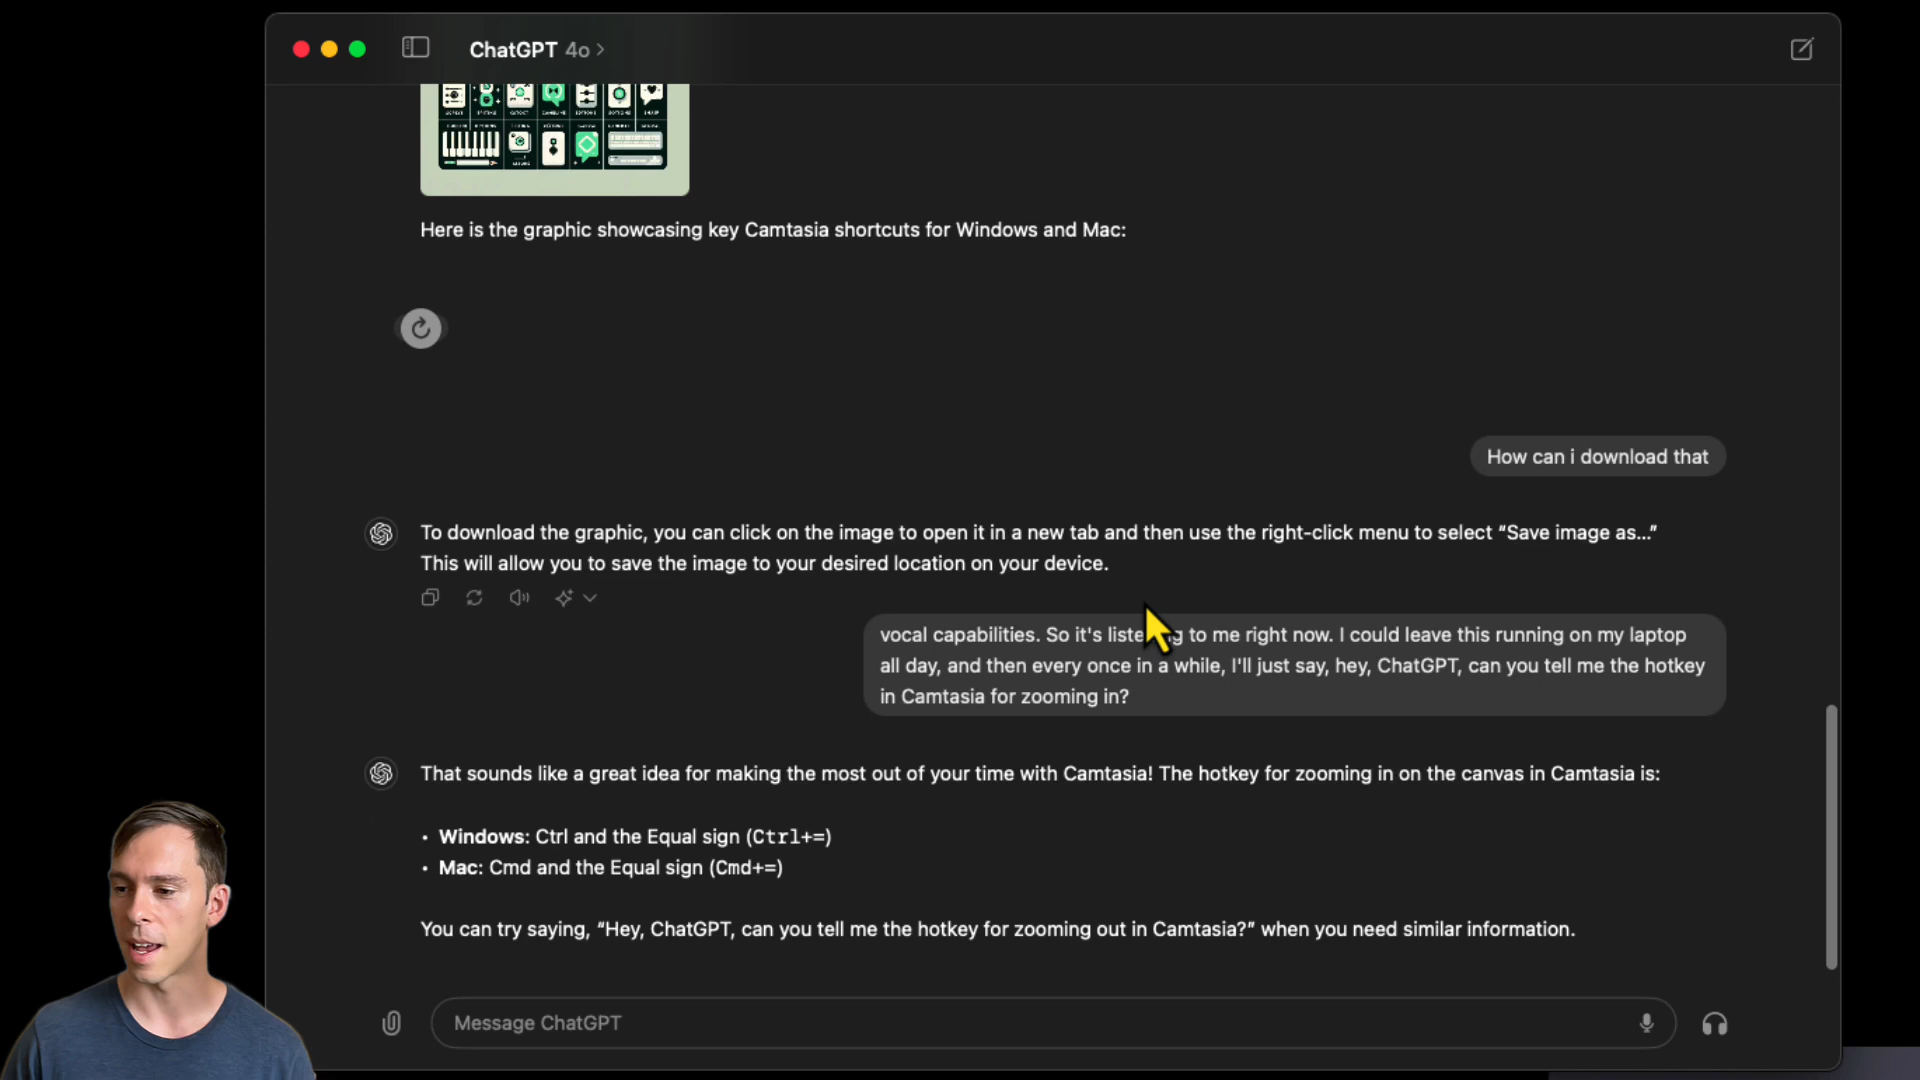 ChatGPT 4o >
Here is the graphic showcasing key Camtasia shortcuts for Windows and Mac:
How can i download that
To download the graphic, you can click on the image to open it in a new tab and then use the right-click menu to select “Save image as...”
This will allow you to save the image to your desired location on your device.
vocal capabilities. So it's listening to me right now. I could leave this running on my laptop
all day, and then every once in a while, I'll just say, hey, ChatGPT, can you tell me the hotkey
in Camtasia for zooming in?
That sounds like a great idea for making the most out of your time with Camtasia! The hotkey for zooming in on the canvas in Camtasia is:
• Windows: Ctrl and the Equal sign (Ctrl+=)
• Mac: Cmd and the Equal sign (Cmd+=)
You can try saying, “Hey, ChatGPT, can you tell me the hotkey for zooming out in Camtasia?” when you need similar information.
Message ChatGPT